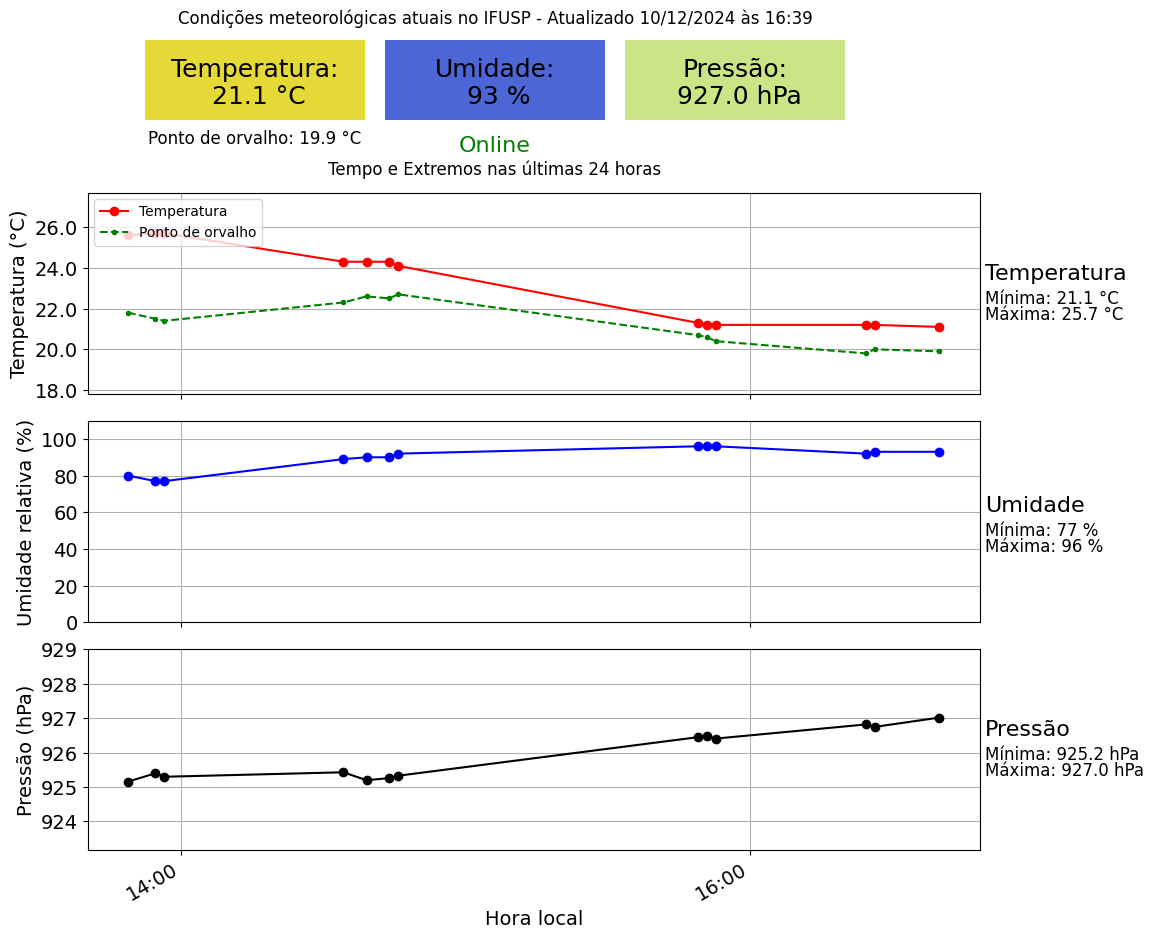 Condições meteorológicas atuais no IFUSP - Atualizado 10/12/2024 às 16:39
Temperatura:
21.1 °C
Umidade:
93 %
Pressão:
927.0 hPa
Ponto de orvalho: 19.9 °C
Online
Tempo e Extremos nas últimas 24 horas
Temperatura (°C)
26.0
24.0
22.0
20.0
18.0
Temperatura
Ponto de orvalho
Temperatura
Mínima: 21.1 °C
Máxima: 25.7 °C
Umidade relativa (%)
100
80
60
40
20
0
Umidade
Mínima: 77 %
Máxima: 96 %
Pressão (hPa)
929
928
927
926
925
924
Pressão
Mínima: 925.2 hPa
Máxima: 927.0 hPa
14:00
16:00
Hora local